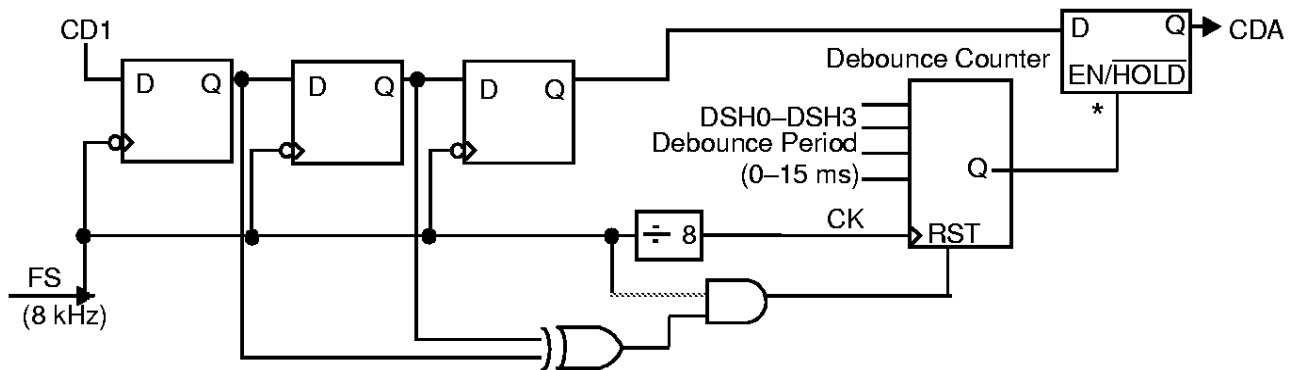 CD1
D Q
D Q
D Q
D Q
CDA
EN/HOLD
*
Debounce Counter
DSH0–DSH3
Debounce Period
(0–15 ms)
Q
CK
RST
÷ 8
FS
(8 kHz)